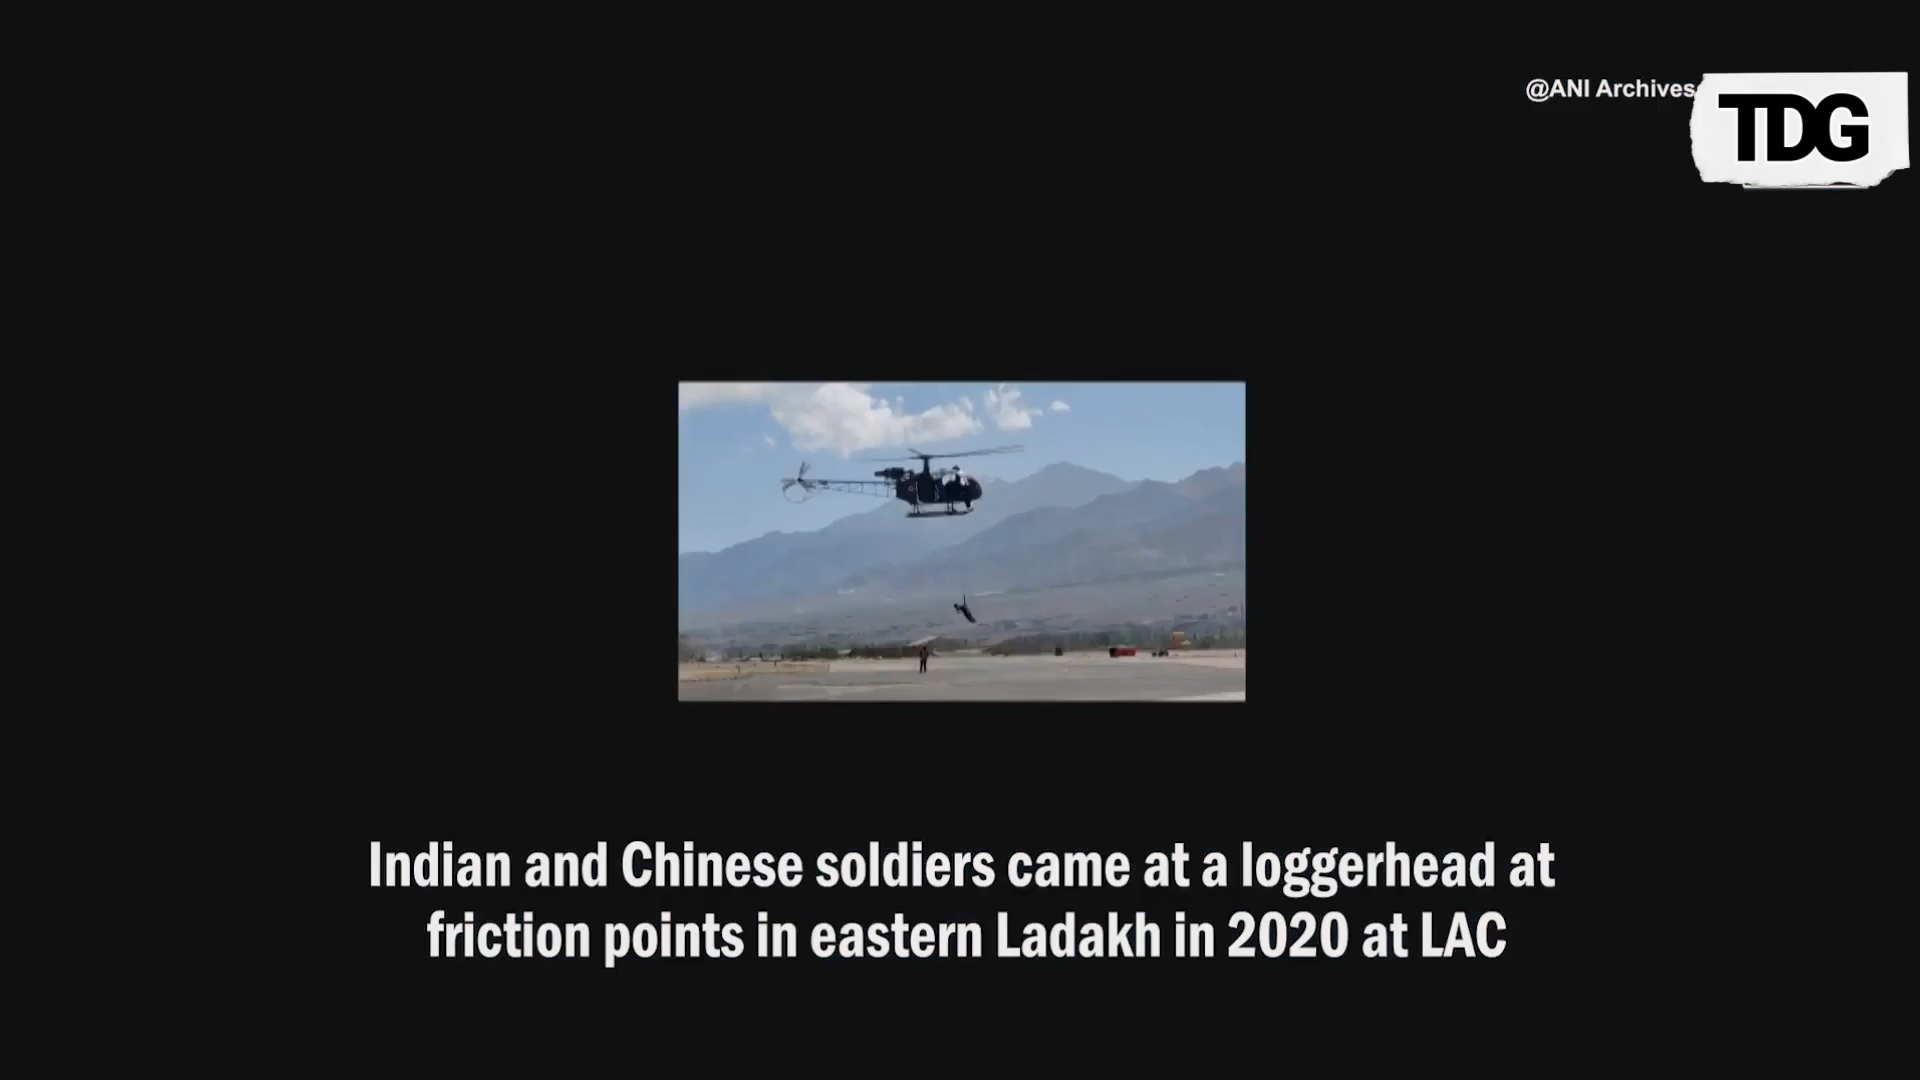 @ANI Archives
TDG
Indian and Chinese soldiers came at a loggerhead at
friction points in eastern Ladakh in 2020 at LAC